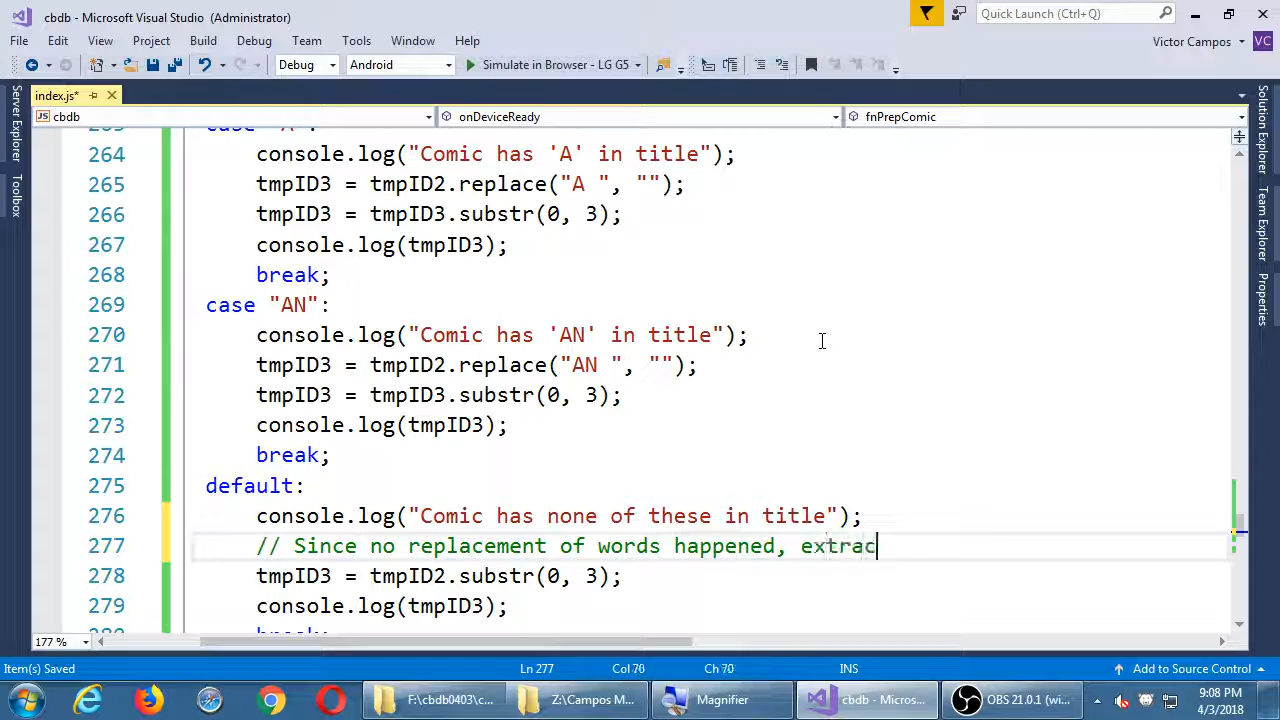 cbdb - Microsoft Visual Studio (Administrator)
Quick Launch (Ctrl+Q)
File Edit View Project Build Debug Team Tools Window Help
Victor Campos VC
Debug Android Simulate in Browser - LG G5
index.js*
cbdb onDeviceReady fnPrepComic
Server Explorer
Toolbox
Solution Explorer
Team Explorer
Properties
264 console.log("Comic has 'A' in title");
265 tmpID3 = tmpID2.replace("A ", "");
266 tmpID3 = tmpID3.substr(0, 3);
267 console.log(tmpID3);
268 break;
269 case "AN":
270 console.log("Comic has 'AN' in title");
271 tmpID3 = tmpID2.replace("AN ", "");
272 tmpID3 = tmpID3.substr(0, 3);
273 console.log(tmpID3);
274 break;
275 default:
276 console.log("Comic has none of these in title");
277 // Since no replacement of words happened, extrac
278 tmpID3 = tmpID2.substr(0, 3);
279 console.log(tmpID3);
177 %
Item(s) Saved Ln 277 Col 70 Ch 70 INS Add to Source Control
F:\cbdb0403\c... Z:\Campos M... Magnifier cbdb - Micros... OBS 21.0.1 (wi...
9:08 PM
4/3/2018